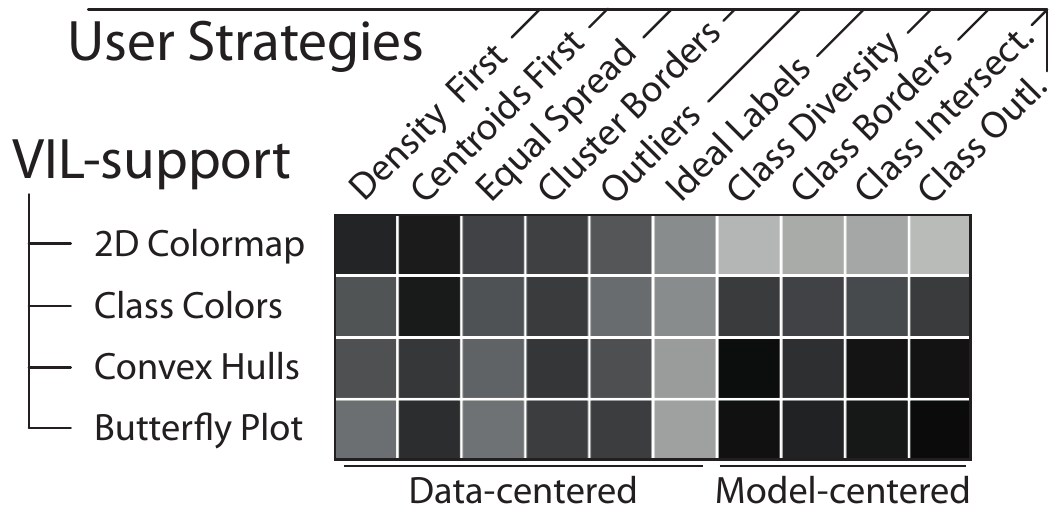 User Strategies
VIL-support
Density First
Centroids First
Equal Spread
Cluster Borders
Outliers
Ideal Labels
Class Diversity
Class Borders
Class Intersect.
Class Outl.
2D Colormap
Class Colors
Convex Hulls
Butterfly Plot
Data-centered
Model-centered